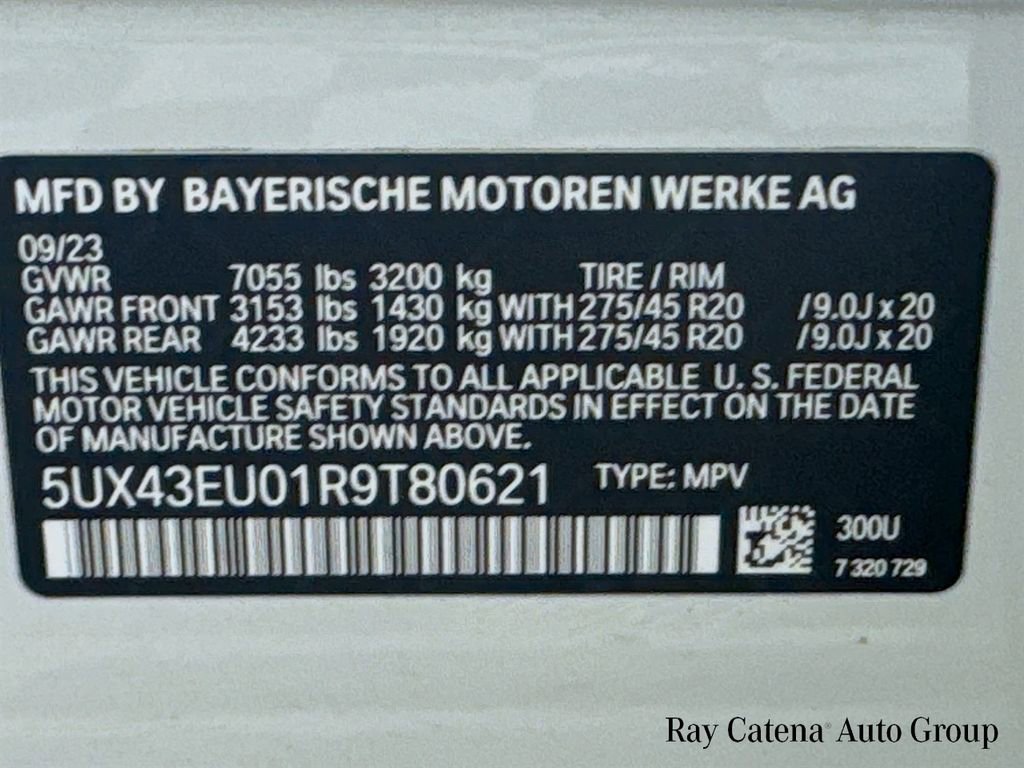 MFD BY BAYERISCHE MOTOREN WERKE AG
09/23
GVWR 7055 lbs 3200 kg TIRE / RIM
GAWR FRONT 3153 lbs 1430 kg WITH 275/45 R20 /9.0J x 20
GAWR REAR 4233 lbs 1920 kg WITH 275/45 R20 /9.0J x 20
THIS VEHICLE CONFORMS TO ALL APPLICABLE U. S. FEDERAL
MOTOR VEHICLE SAFETY STANDARDS IN EFFECT ON THE DATE
OF MANUFACTURE SHOWN ABOVE.
5UX43EU01R9T80621 TYPE: MPV
300U
7 320 729
Ray Catena® Auto Group